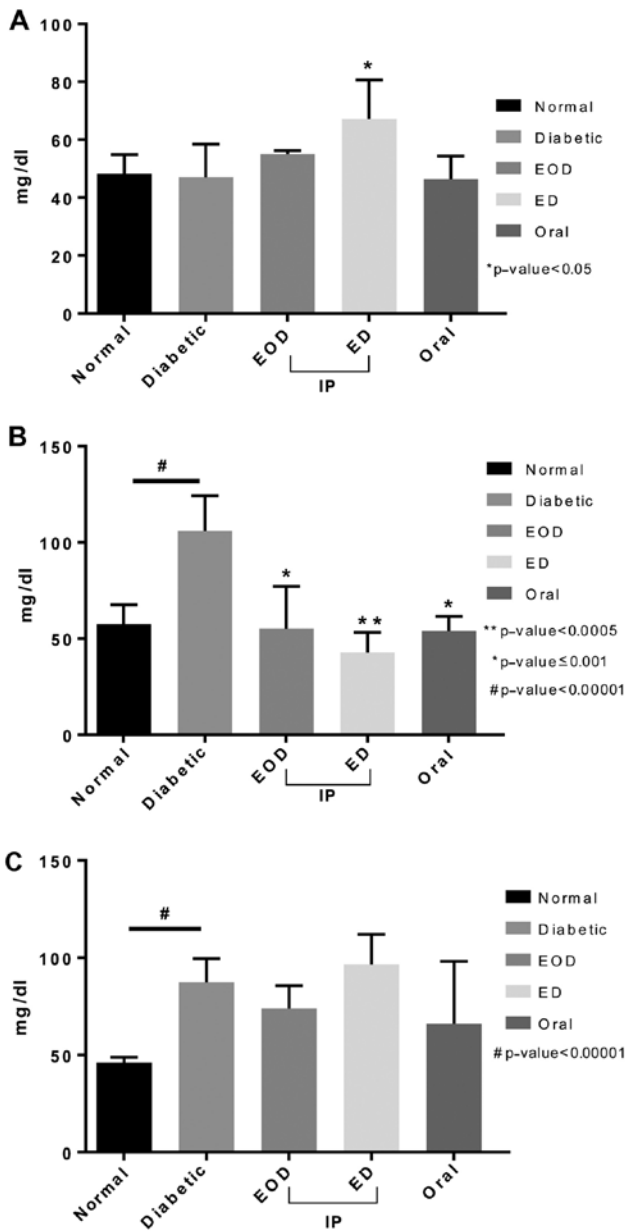 A
100
80
60
40
20
0
mg/dl
*
Normal
Diabetic
EOD
ED
Oral
*p-value<0.05
Normal
Diabetic
EOD
ED
Oral
IP
B
150
100
50
0
mg/dl
#
*
**
*
Normal
Diabetic
EOD
ED
Oral
**p-value<0.0005
*p-value≤0.001
#p-value<0.00001
Normal
Diabetic
EOD
ED
Oral
IP
C
150
100
50
0
mg/dl
#
Normal
Diabetic
EOD
ED
Oral
#p-value<0.00001
Normal
Diabetic
EOD
ED
Oral
IP